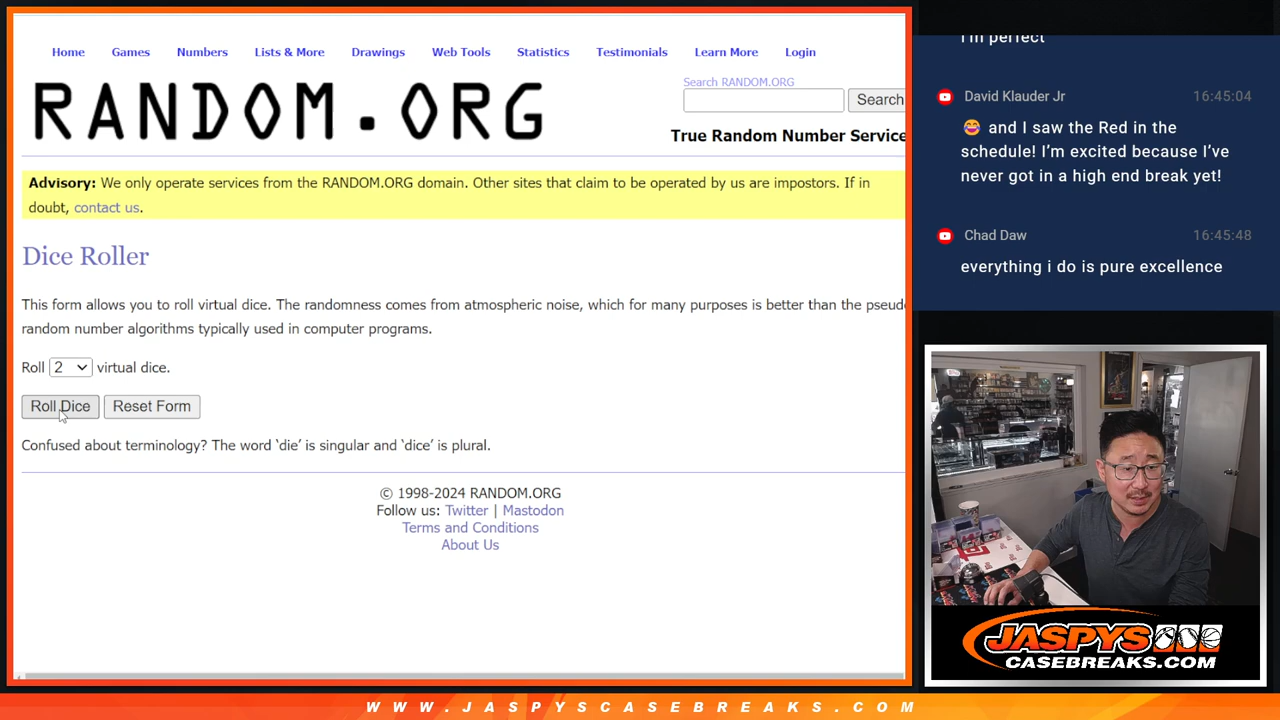 Home Games Numbers Lists & More Drawings Web Tools Statistics Testimonials Learn More Login
RANDOM.ORG
Search RANDOM.ORG
Search
True Random Number Service
Advisory: We only operate services from the RANDOM.ORG domain. Other sites that claim to be operated by us are impostors. If in
doubt, contact us.
Dice Roller
This form allows you to roll virtual dice. The randomness comes from atmospheric noise, which for many purposes is better than the pseudo
random number algorithms typically used in computer programs.
Roll 2 virtual dice.
Roll Dice Reset Form
Confused about terminology? The word ‘die’ is singular and ‘dice’ is plural.
© 1998-2024 RANDOM.ORG
Follow us: Twitter | Mastodon
Terms and Conditions
About Us
I'm perfect
David Klauder Jr 16:45:04
😂 and I saw the Red in the
schedule! I’m excited because I’ve
never got in a high end break yet!
Chad Daw 16:45:48
everything i do is pure excellence
JASPYS
CASEBREAKS.COM
WWW.JASPYSCASEBREAKS.COM